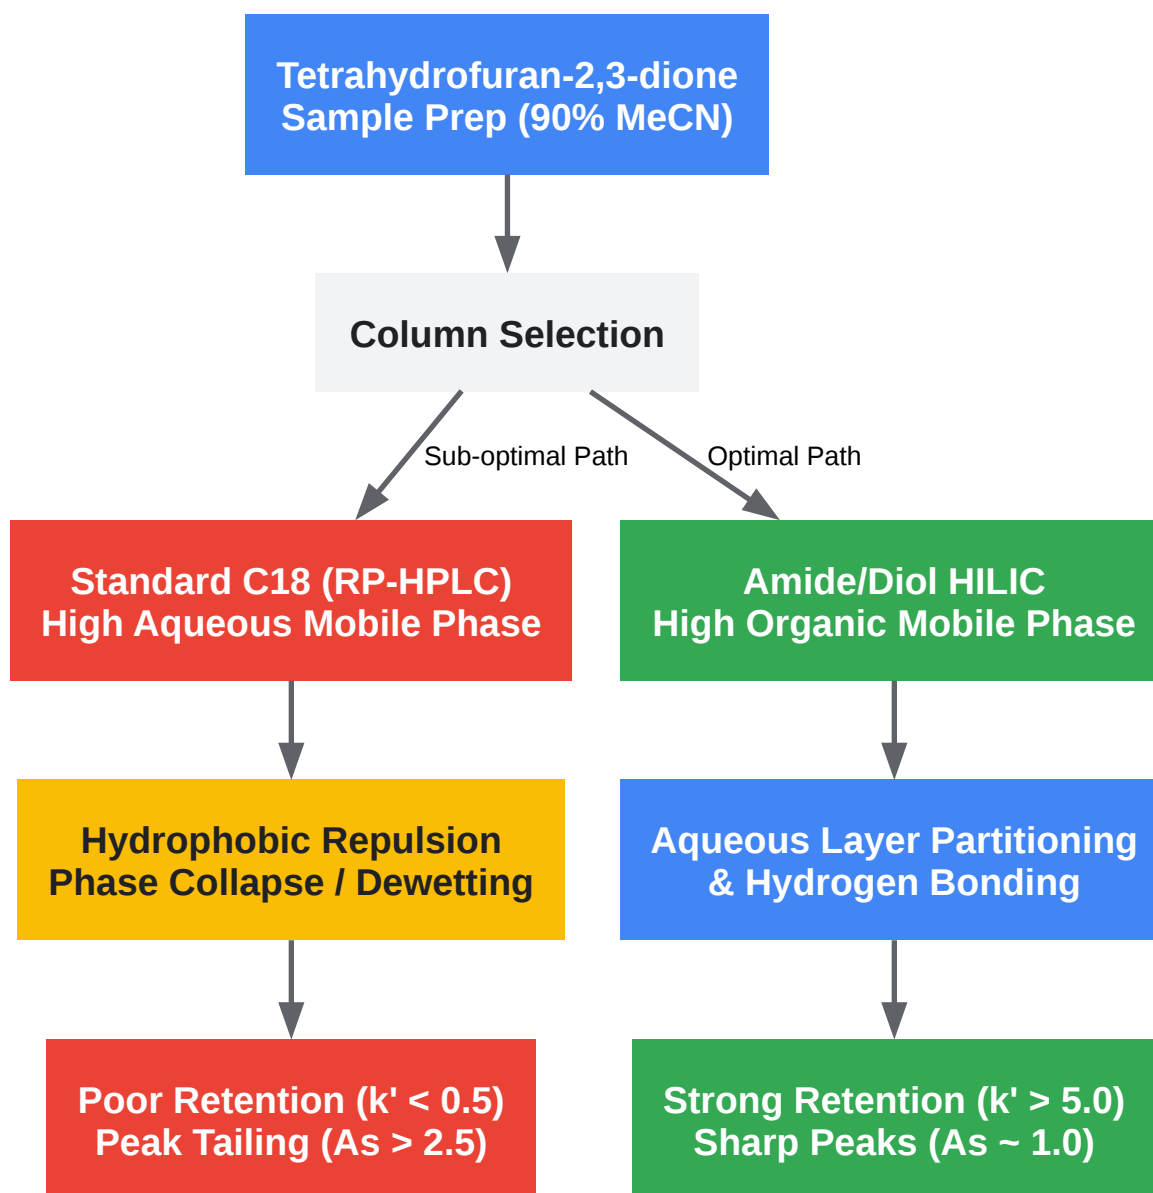 Tetrahydrofuran-2,3-dione
Sample Prep (90% MeCN)
Column Selection
Sub-optimal Path
Optimal Path
Standard C18 (RP-HPLC)
High Aqueous Mobile Phase
Amide/Diol HILIC
High Organic Mobile Phase
Hydrophobic Repulsion
Phase Collapse / Dewetting
Aqueous Layer Partitioning
& Hydrogen Bonding
Poor Retention (k' < 0.5)
Peak Tailing (As > 2.5)
Strong Retention (k' > 5.0)
Sharp Peaks (As ~ 1.0)